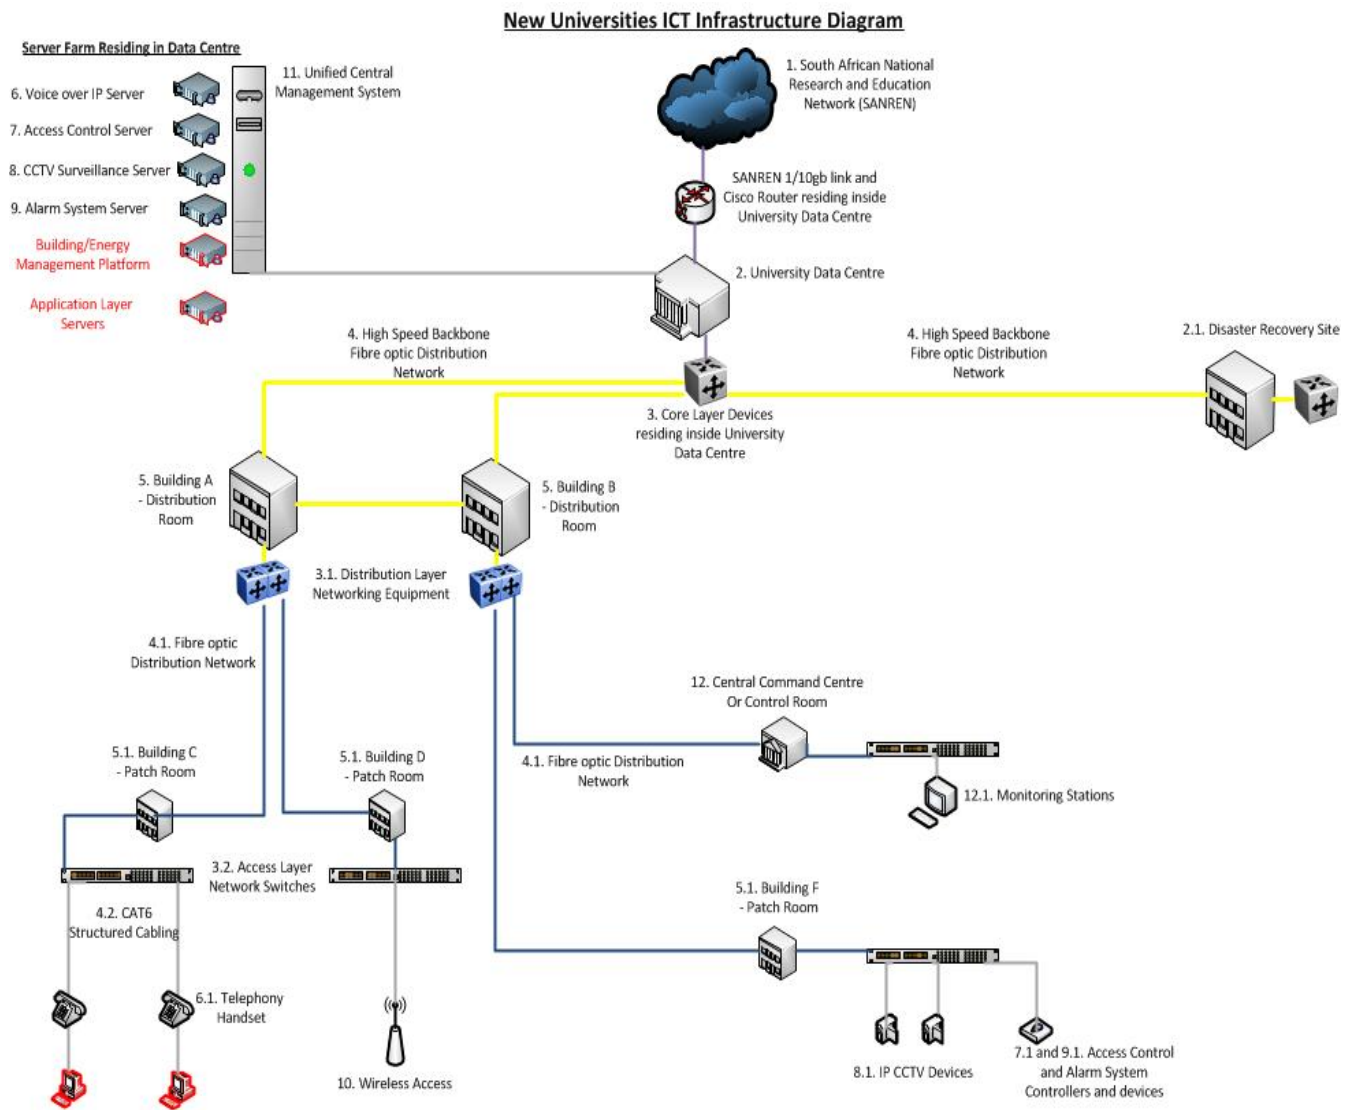 New Universities ICT Infrastructure Diagram
Server Farm Residing in Data Centre
6. Voice over IP Server
7. Access Control Server
8. CCTV Surveillance Server
9. Alarm System Server
Building/Energy
Management Platform
Application Layer
Servers
11. Unified Central
Management System
1. South African National
Research and Education
Network (SANREN)
SANREN 1/10gb link and
Cisco Router residing inside
University Data Centre
2. University Data Centre
4. High Speed Backbone
Fibre optic Distribution
Network
4. High Speed Backbone
Fibre optic Distribution
Network
2.1. Disaster Recovery Site
3. Core Layer Devices
residing inside University
Data Centre
5. Building A
- Distribution
Room
5. Building B
- Distribution
Room
3.1. Distribution Layer
Networking Equipment
4.1. Fibre optic
Distribution Network
12. Central Command Centre
Or Control Room
4.1. Fibre optic Distribution
Network
12.1. Monitoring Stations
5.1. Building C
- Patch Room
5.1. Building D
- Patch Room
3.2. Access Layer
Network Switches
4.2. CAT6
Structured Cabling
5.1. Building F
- Patch Room
6.1. Telephony
Handset
10. Wireless Access
8.1. IP CCTV Devices
7.1 and 9.1. Access Control
and Alarm System
Controllers and devices